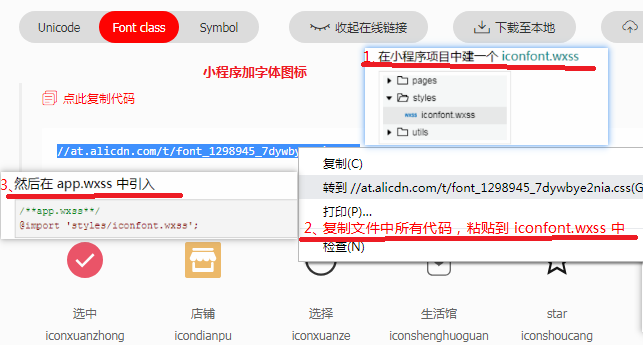 Unicode
Font class
Symbol
收起在线链接
下载至本地
小程序加字体图标
1、在小程序项目中建一个 iconfont.wxss
pages
styles
wxss iconfont.wxss
utils
点此复制代码
//at.alicdn.com/t/font_1298945_7dywby
复制(C)
转到 //at.alicdn.com/t/font_1298945_7dywbye2nia.css(G
打印(P)...
2、复制文件中所有代码，粘贴到 iconfont.wxss 中
检查(N)
3、然后在 app.wxss 中引入
/**app.wxss**/
@import 'styles/iconfont.wxss';
选中
店铺
选择
生活馆
star
iconxuanzhong
icondianpu
iconxuanze
iconshenghuoguan
iconshoucang